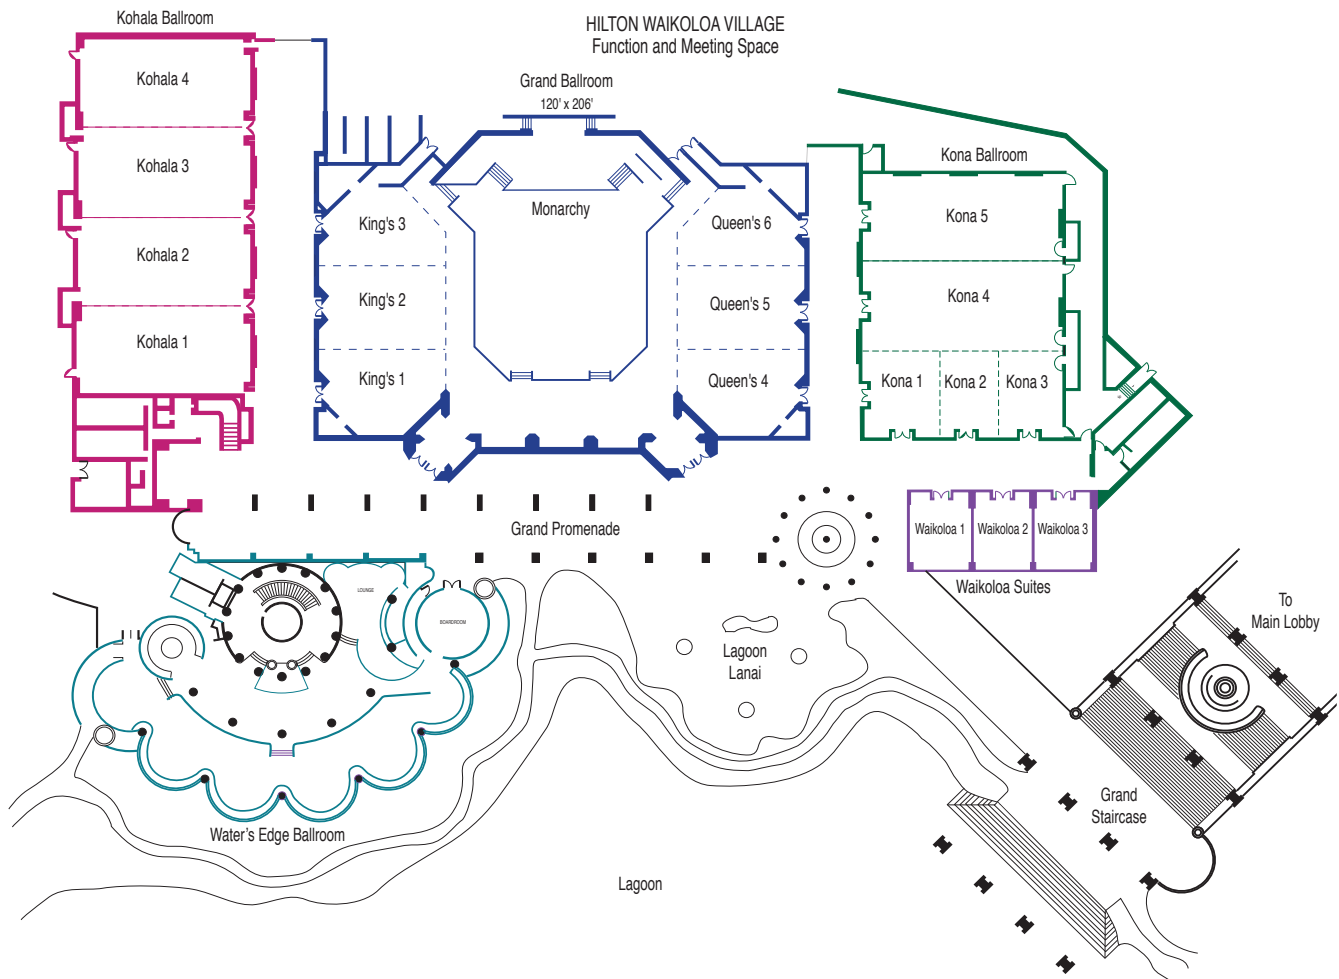 HILTON WAIKOLOA VILLAGE
Function and Meeting Space
Kohala Ballroom
Kohala 4
Kohala 3
Kohala 2
Kohala 1
Grand Ballroom
120' x 206'
King's 3
King's 2
King's 1
Monarchy
Queen's 6
Queen's 5
Queen's 4
Kona Ballroom
Kona 5
Kona 4
Kona 1
Kona 2
Kona 3
Grand Promenade
Waikoloa 1
Waikoloa 2
Waikoloa 3
Waikoloa Suites
LOUNGE
BOARDROOM
Lagoon
Lanai
To
Main Lobby
Grand
Staircase
Water's Edge Ballroom
Lagoon